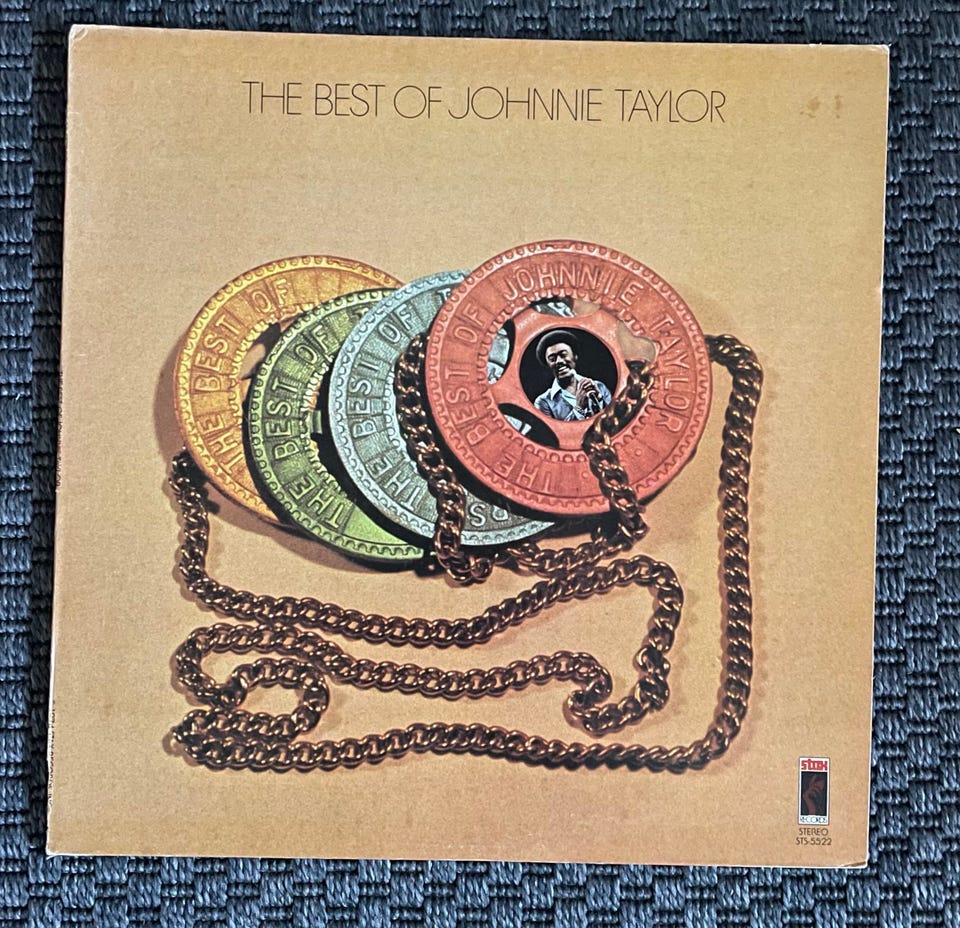 THE BEST OF JOHNNIE TAYLOR
THE BEST OF
THE BEST OF T
THE BEST OF T
RS
THE BEST OF JOHNNIE TAYLOR
STAX
RECORDS
STEREO
STS-5522